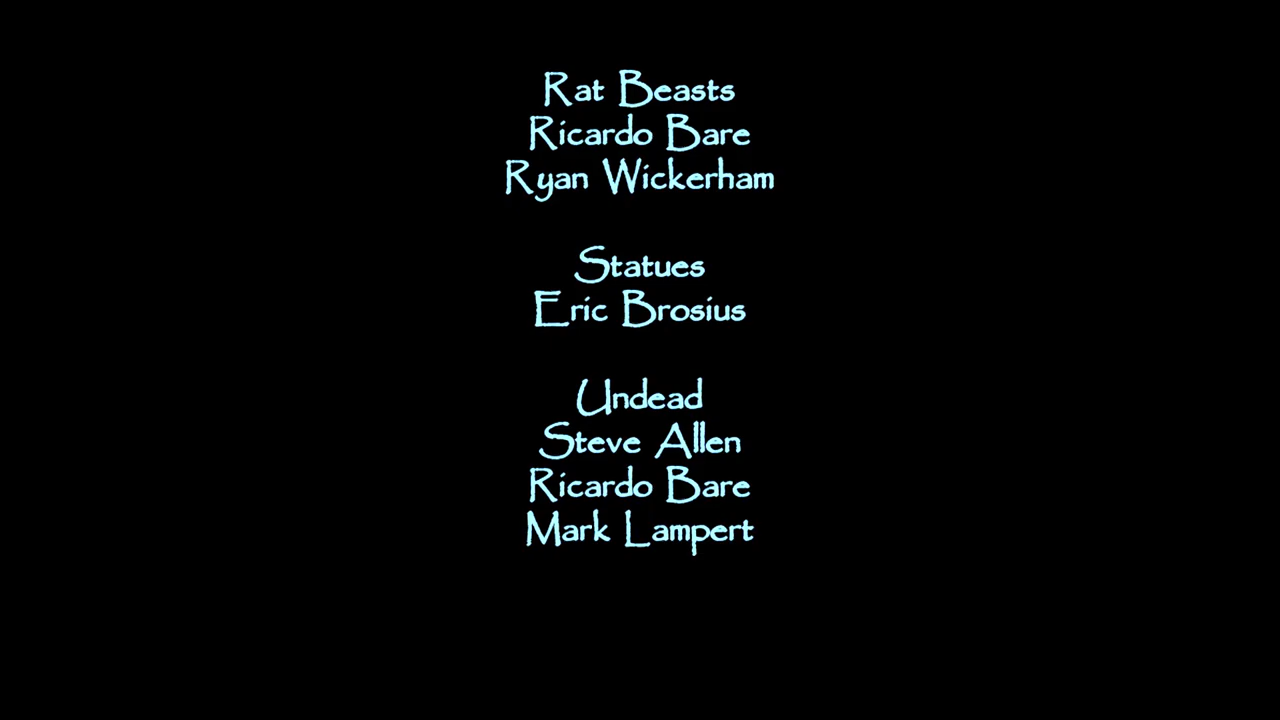 Rat Beasts
Ricardo Bare
Ryan Wickerham
Statues
Eric Brosius
Undead
Steve Allen
Ricardo Bare
Mark Lampert